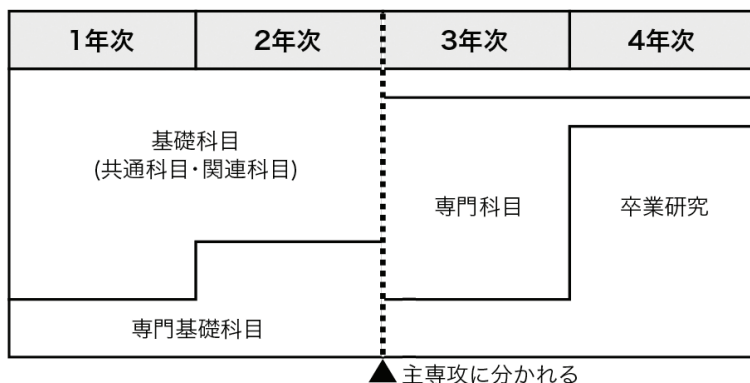 1年次
2年次
3年次
4年次
基礎科目
(共通科目・関連科目)
専門科目
卒業研究
専門基礎科目
▲ 主専攻に分かれる